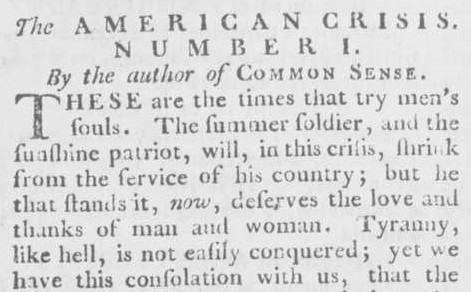 The AMERICAN CRISIS.
NUMBER I.
By the author of COMMON SENSE.
THESE are the times that try men's
ſouls. The ſummer ſoldier, and the
ſunſhine patriot, will, in this criſis, ſhrink
from the ſervice of his country; but he
that ſtands it, now, deſerves the love and
thanks of man and woman. Tyranny,
like hell, is not eaſily conquered; yet we
have this conſolation with us, that the